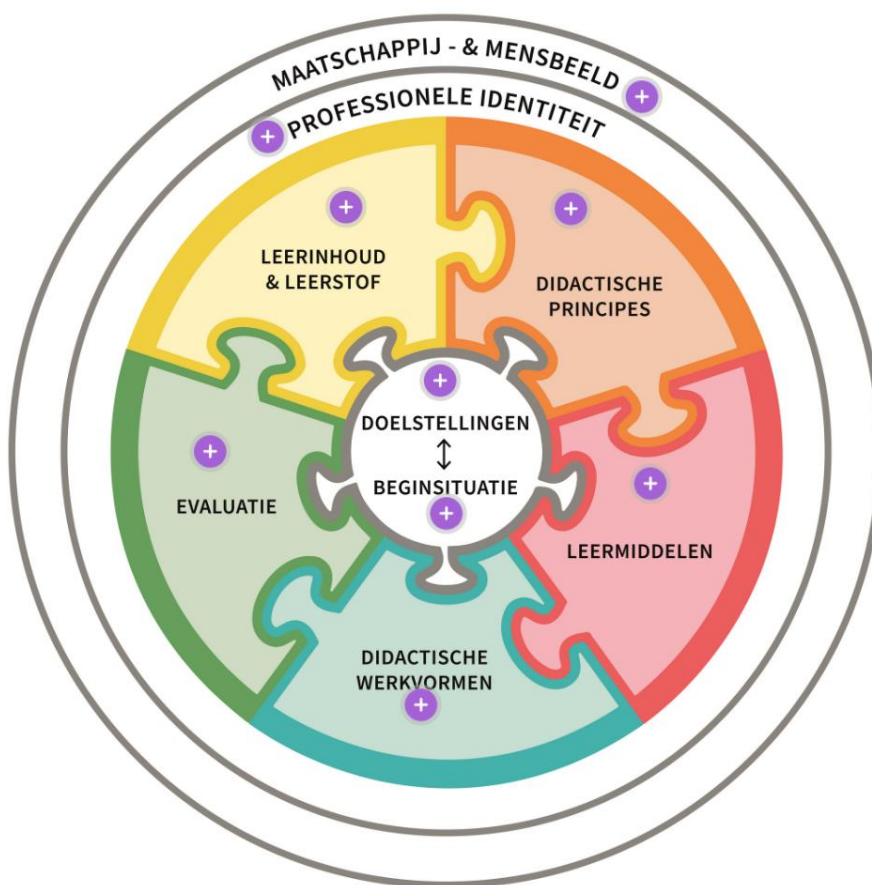 MAATSCHAPPIJ - & MENSBEELD
PROFESSIONELE IDENTITEIT
LEERINHOUD
& LEERSTOF
DIDACTISCHE
PRINCIPES
DOELSTELLINGEN
BEGINSITUATIE
EVALUATIE
LEERMIDDELEN
DIDACTISCHE
WERKVORMEN